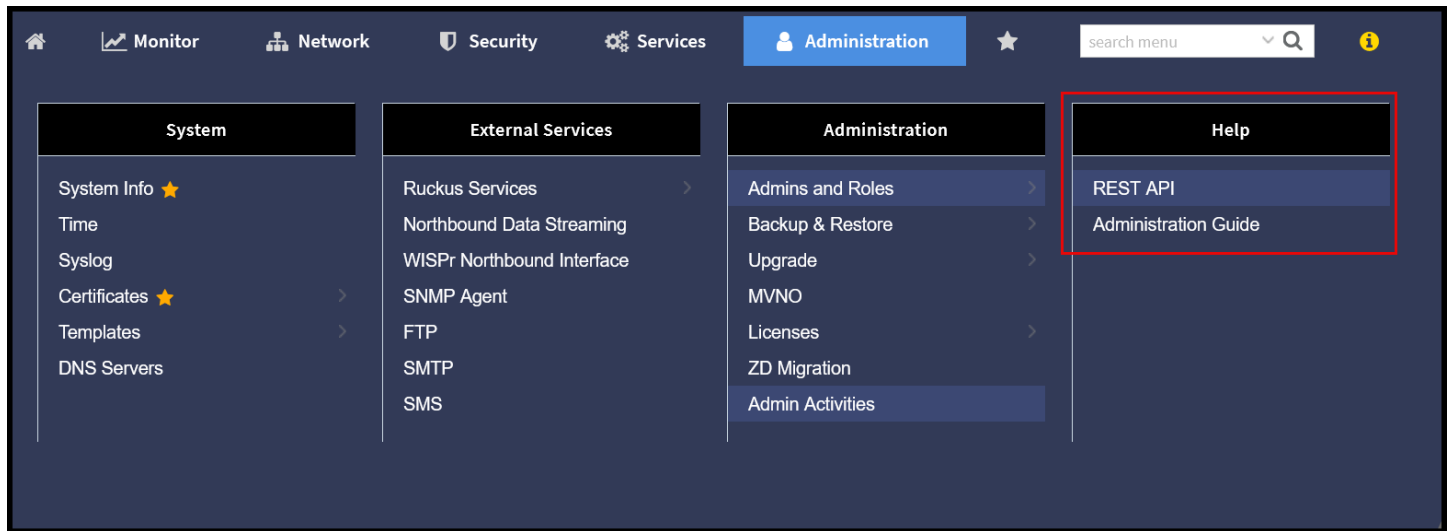 Monitor
Network
Security
Services
Administration
search menu
System
System Info
Time
Syslog
Certificates
Templates
DNS Servers
External Services
Ruckus Services
Northbound Data Streaming
WISPr Northbound Interface
SNMP Agent
FTP
SMTP
SMS
Administration
Admins and Roles
Backup & Restore
Upgrade
MVNO
Licenses
ZD Migration
Admin Activities
Help
REST API
Administration Guide